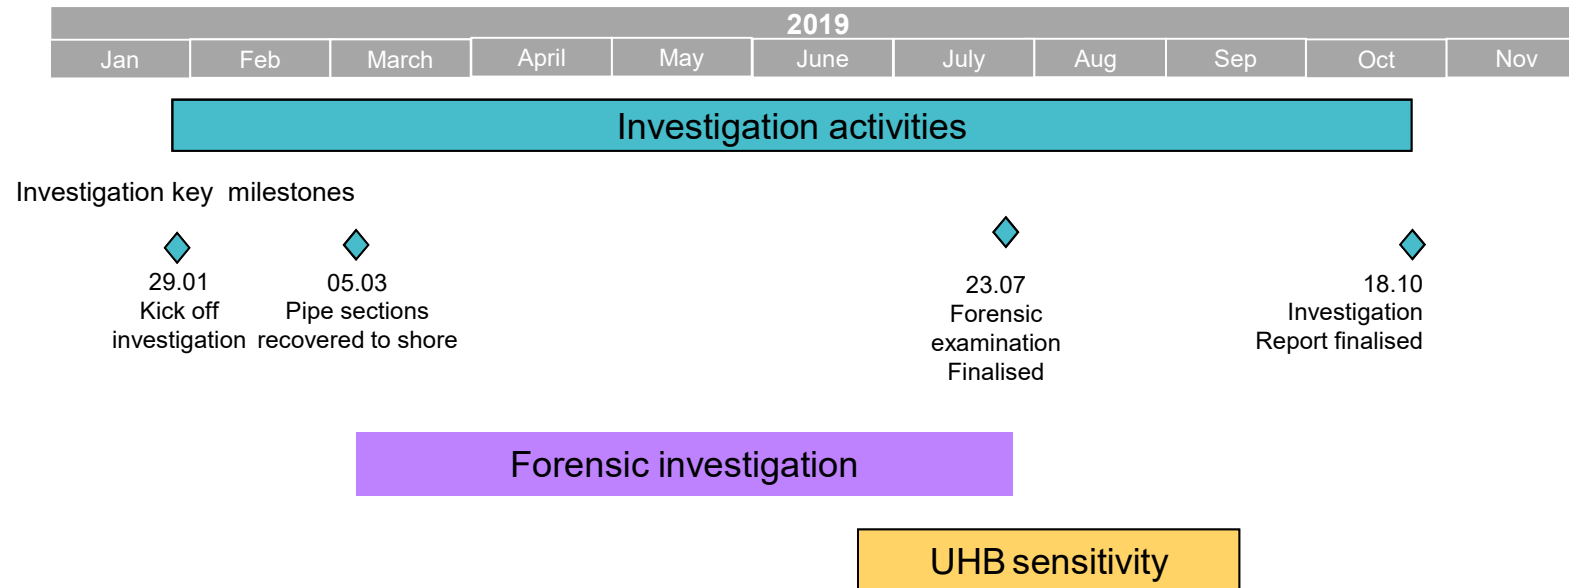 2019
Jan Feb March April May June July Aug Sep Oct Nov
Investigation activities
Investigation key milestones
29.01
Kick off
investigation
05.03
Pipe sections
recovered to shore
23.07
Forensic
examination
Finalised
18.10
Investigation
Report finalised
Forensic investigation
UHB sensitivity